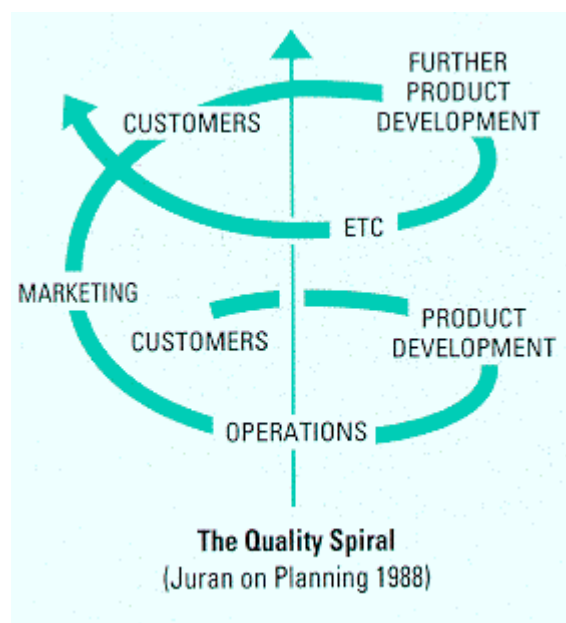 FURTHER
PRODUCT
DEVELOPMENT
CUSTOMERS
ETC
MARKETING
CUSTOMERS
PRODUCT
DEVELOPMENT
OPERATIONS
The Quality Spiral
(Juran on Planning 1988)